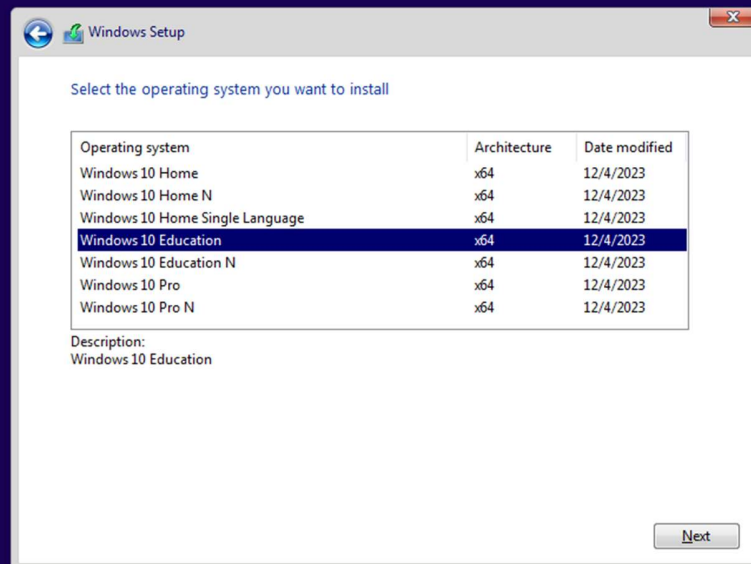 Windows Setup
Select the operating system you want to install
Operating system Architecture Date modified
Windows 10 Home x64 12/4/2023
Windows 10 Home N x64 12/4/2023
Windows 10 Home Single Language x64 12/4/2023
Windows 10 Education x64 12/4/2023
Windows 10 Education N x64 12/4/2023
Windows 10 Pro x64 12/4/2023
Windows 10 Pro N x64 12/4/2023
Description:
Windows 10 Education
Next